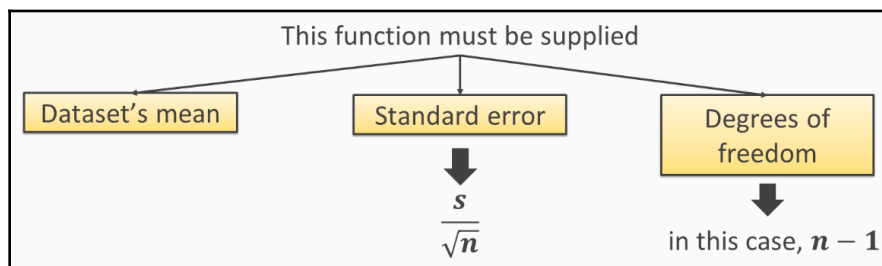 This function must be supplied
Dataset's mean
Standard error
Degrees of
freedom
s
√n
in this case, n − 1